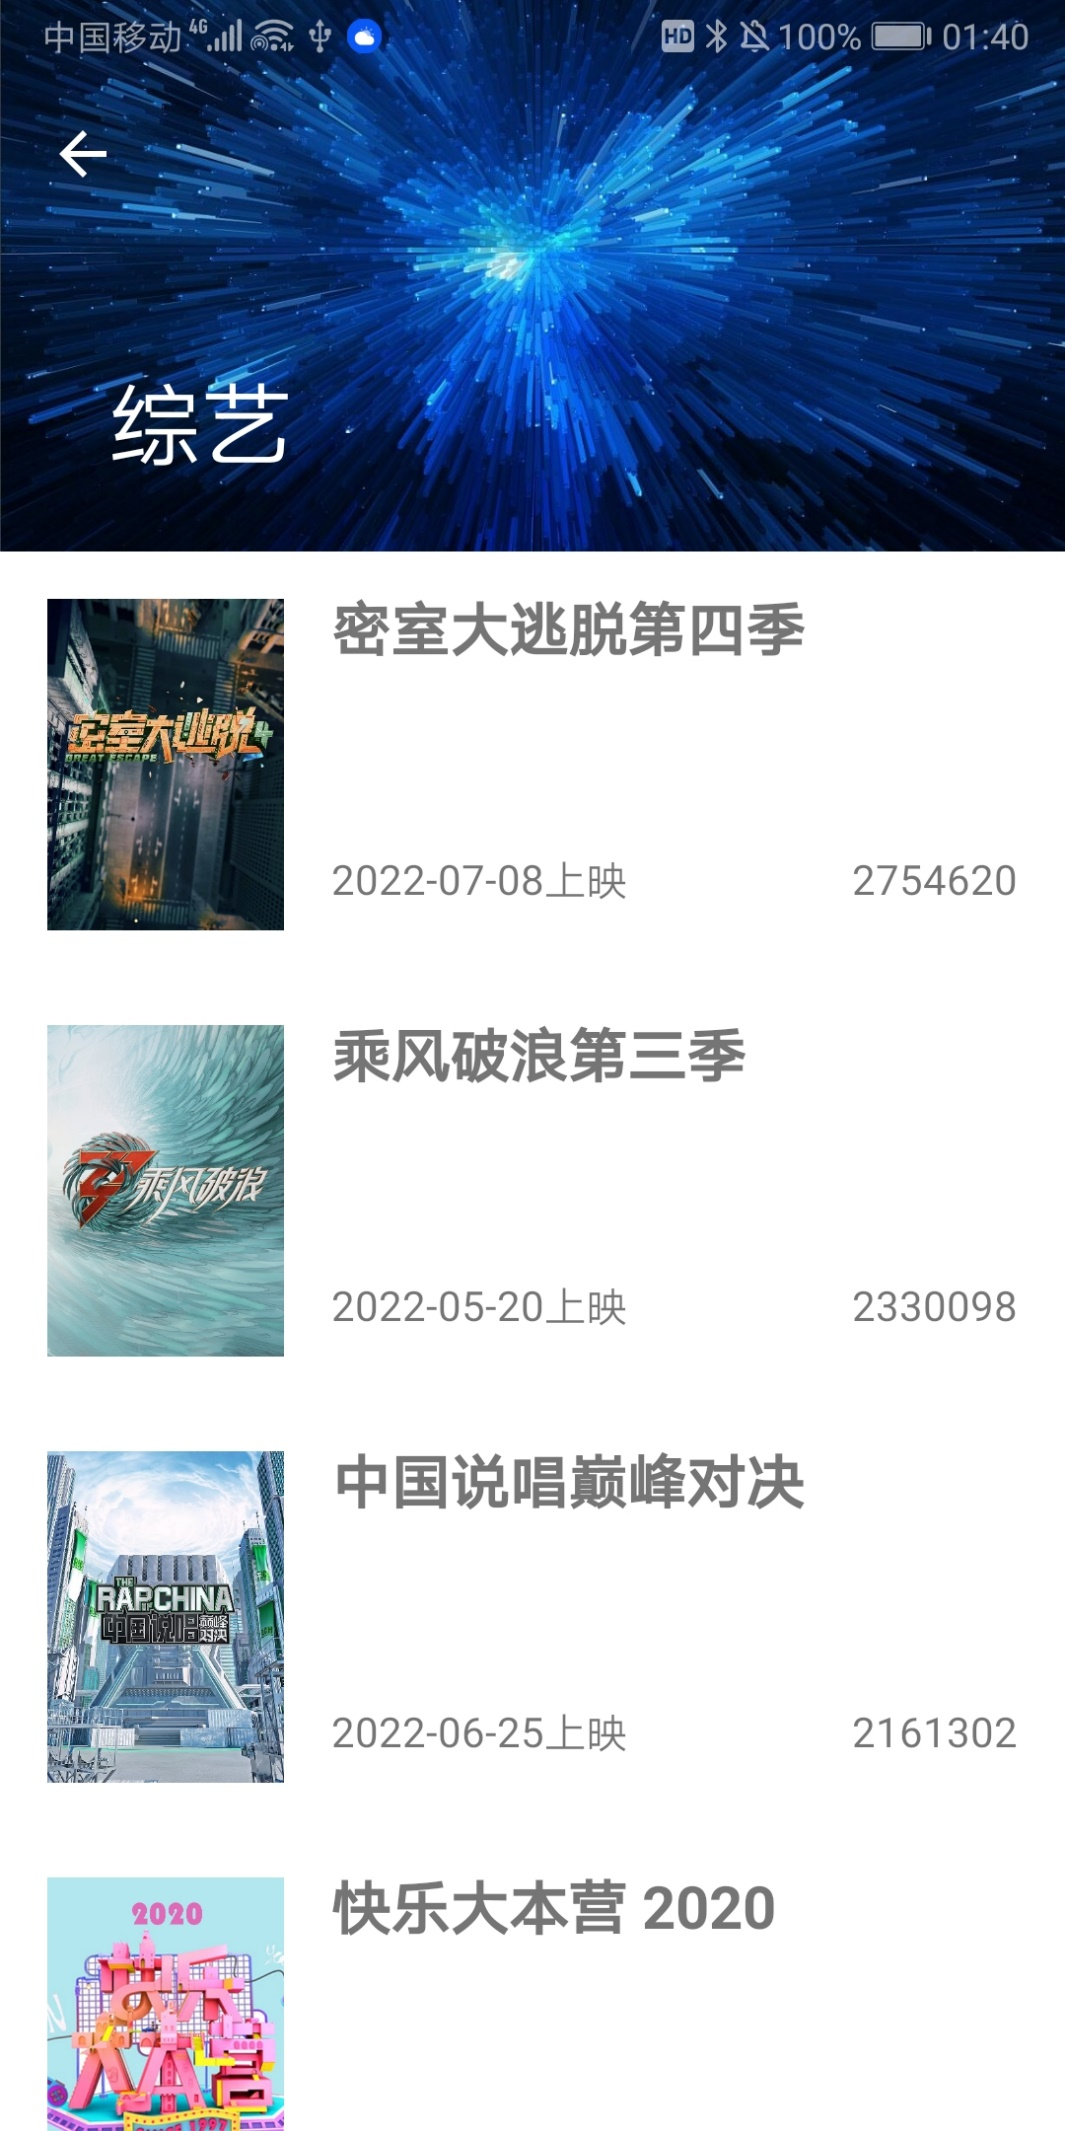 中国移动 4G HD 100% 01:40
综艺
密室大逃脱第四季
密室大逃脱4
GREAT ESCAPE
2022-07-08上映 2754620
乘风破浪第三季
乘风破浪
2022-05-20上映 2330098
中国说唱巅峰对决
THE
RAP CHINA
中国说唱巅峰对决
2022-06-25上映 2161302
快乐大本营 2020
2020
快乐
大本营
SINCE 1997